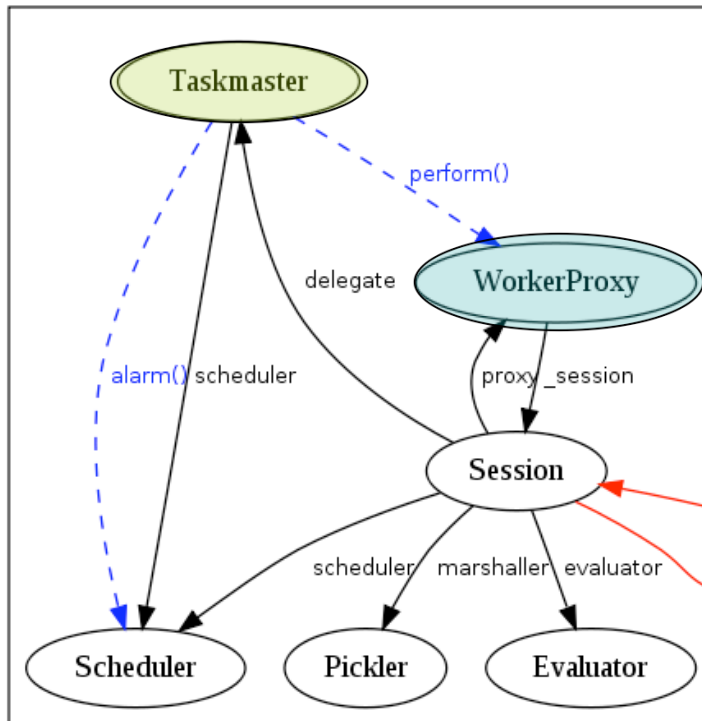 Taskmaster
perform()
delegate
WorkerProxy
alarm() scheduler
proxy _session
Session
scheduler marshaller evaluator
Scheduler Pickler Evaluator